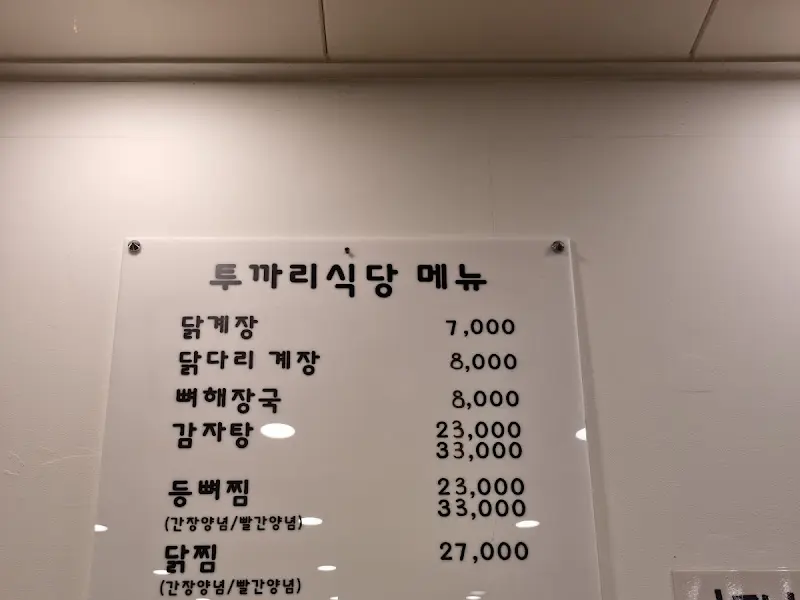 투까리식당 메뉴
닭계장 7,000
닭다리 계장 8,000
뼈해장국 8,000
감자탕 23,000
33,000
등뼈찜 23,000
33,000
(간장양념/빨간양념)
닭찜 27,000
(간장양념/빨간양념)